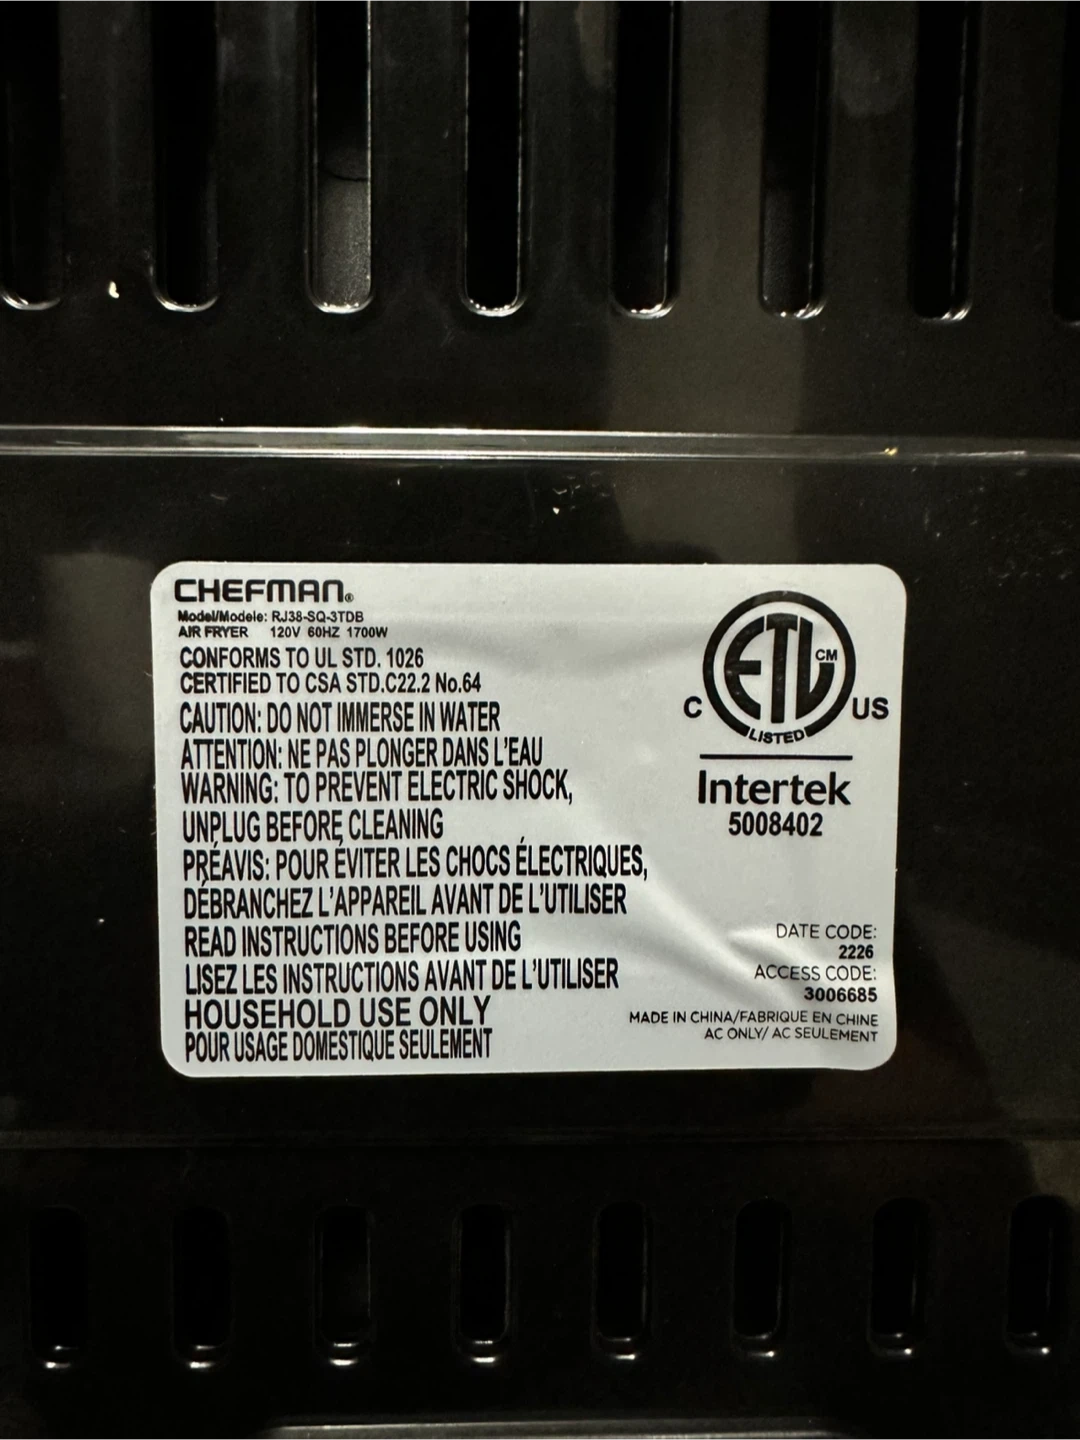 CHEFMAN®
Model/Modele: RJ38-SQ-3TDB
AIR FRYER 120V 60HZ 1700W
CONFORMS TO UL STD. 1026
CERTIFIED TO CSA STD.C22.2 No.64
CAUTION: DO NOT IMMERSE IN WATER
ATTENTION: NE PAS PLONGER DANS L'EAU
WARNING: TO PREVENT ELECTRIC SHOCK,
UNPLUG BEFORE CLEANING
PRÉAVIS: POUR ÉVITER LES CHOCS ÉLECTRIQUES,
DÉBRANCHEZ L'APPAREIL AVANT DE L'UTILISER
READ INSTRUCTIONS BEFORE USING
LISEZ LES INSTRUCTIONS AVANT DE L'UTILISER
HOUSEHOLD USE ONLY
POUR USAGE DOMESTIQUE SEULEMENT
ETL CM
C US
LISTED
Intertek
5008402
DATE CODE:
2226
ACCESS CODE:
3006685
MADE IN CHINA/FABRIQUE EN CHINE
AC ONLY/ AC SEULEMENT